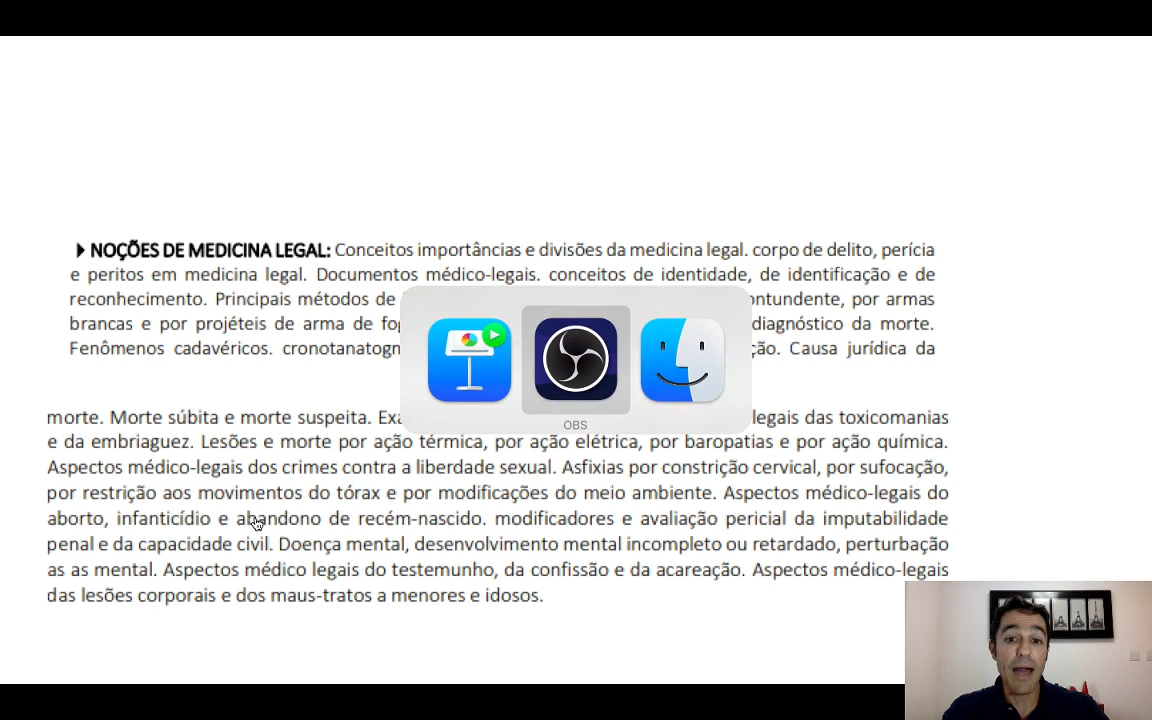 NOÇÕES DE MEDICINA LEGAL: Conceitos importâncias e divisões da medicina legal. corpo de delito, perícia
e peritos em medicina legal. Documentos médico-legais. conceitos de identidade, de identificação e de
reconhecimento. Principais métodos de ontundente, por armas
brancas e por projéteis de arma de diagnóstico da morte.
Fenômenos cadavéricos. cronotanatogn ção. Causa jurídica da
OBS
morte. Morte súbita e morte suspeita. Exa legais das toxicomanias
e da embriaguez. Lesões e morte por ação térmica, por ação elétrica, por baropatias e por ação química.
Aspectos médico-legais dos crimes contra a liberdade sexual. Asfixias por constrição cervical, por sufocação,
por restrição aos movimentos do tórax e por modificações do meio ambiente. Aspectos médico-legais do
aborto, infanticídio e abandono de recém-nascido. modificadores e avaliação pericial da imputabilidade
penal e da capacidade civil. Doença mental, desenvolvimento mental incompleto ou retardado, perturbação
as as mental. Aspectos médico legais do testemunho, da confissão e da acareação. Aspectos médico-legais
das lesões corporais e dos maus-tratos a menores e idosos.